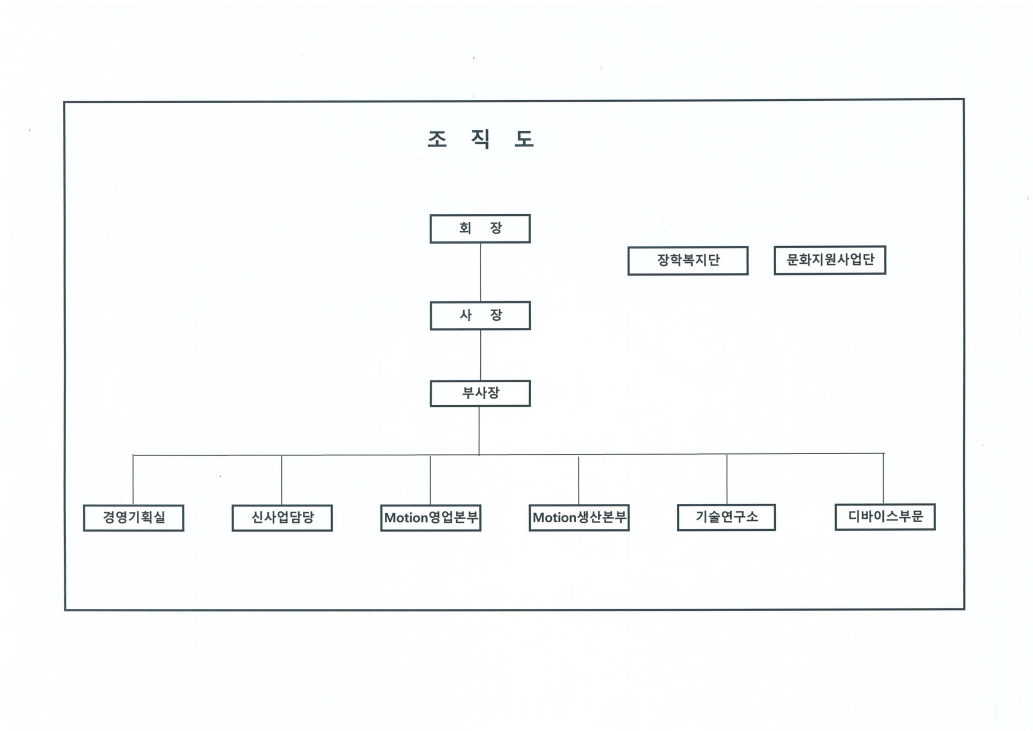 조 직 도
회 장
장학복지단
문화지원사업단
사 장
부사장
경영기획실
신사업담당
Motion영업본부
Motion생산본부
기술연구소
디바이스부문